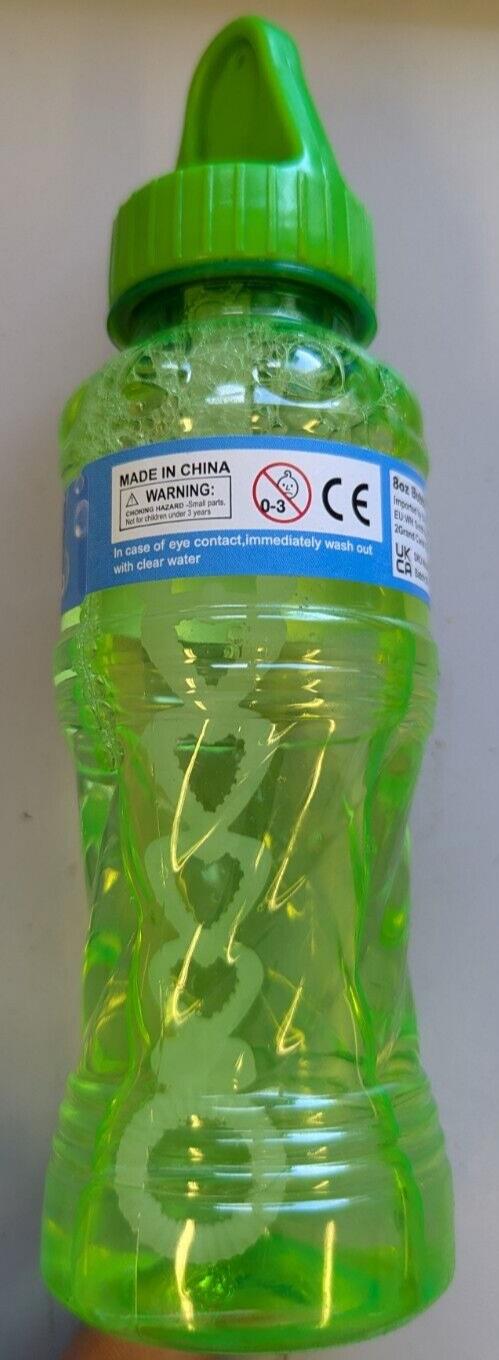 MADE IN CHINA
WARNING:
CHOKING HAZARD -Small parts.
Not for children under 3 years
0-3
CE
In case of eye contact,immediately wash out
with clear water
8oz
EU
UK
CA